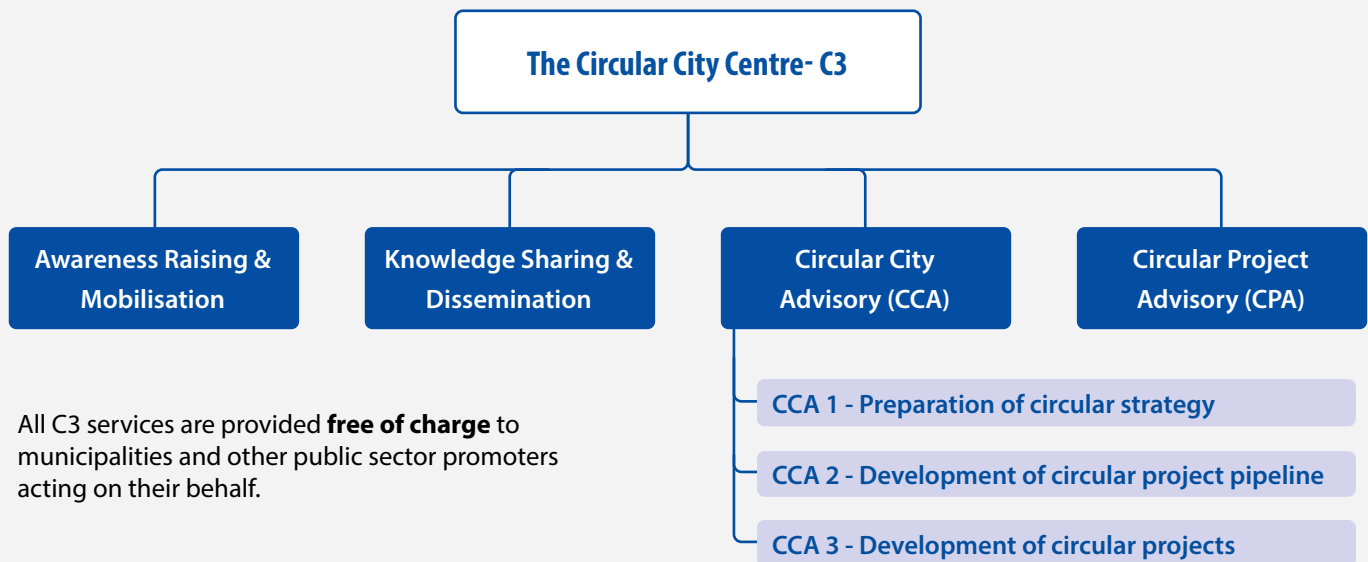 The Circular City Centre- C3
Awareness Raising &
Mobilisation
Knowledge Sharing &
Dissemination
Circular City
Advisory (CCA)
Circular Project
Advisory (CPA)
All C3 services are provided free of charge to
municipalities and other public sector promoters
acting on their behalf.
CCA 1 - Preparation of circular strategy
CCA 2 - Development of circular project pipeline
CCA 3 - Development of circular projects